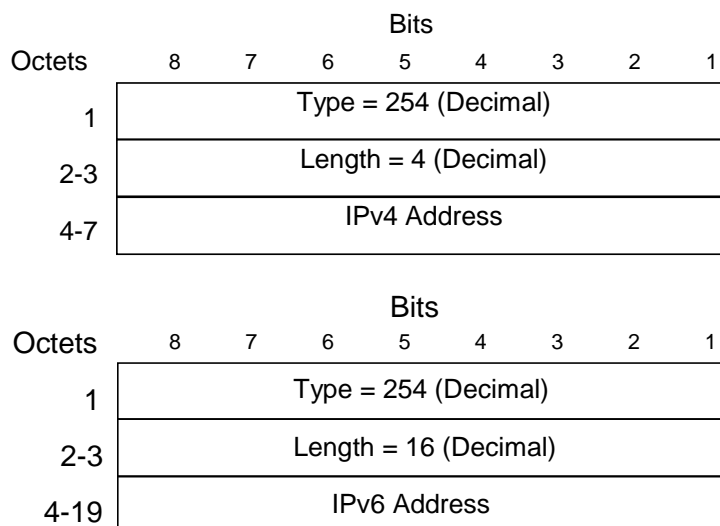 Bits
Octets 8 7 6 5 4 3 2 1
1 Type = 254 (Decimal)
2-3 Length = 4 (Decimal)
4-7 IPv4 Address
Bits
Octets 8 7 6 5 4 3 2 1
1 Type = 254 (Decimal)
2-3 Length = 16 (Decimal)
4-19 IPv6 Address